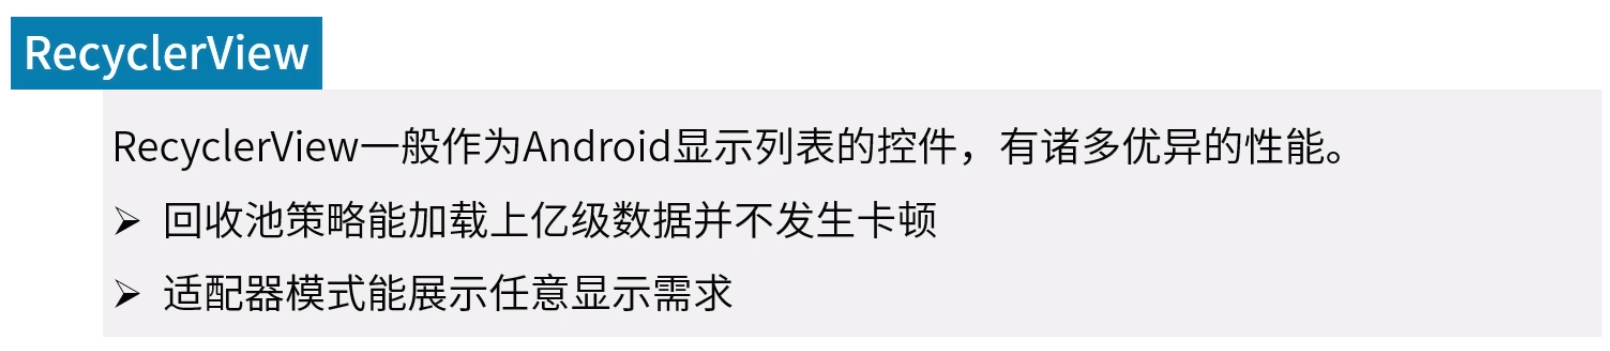 RecyclerView
RecyclerView一般作为Android显示列表的控件，有诸多优异的性能。
➢ 回收池策略能加载上亿级数据并不发生卡顿
➢ 适配器模式能展示任意显示需求